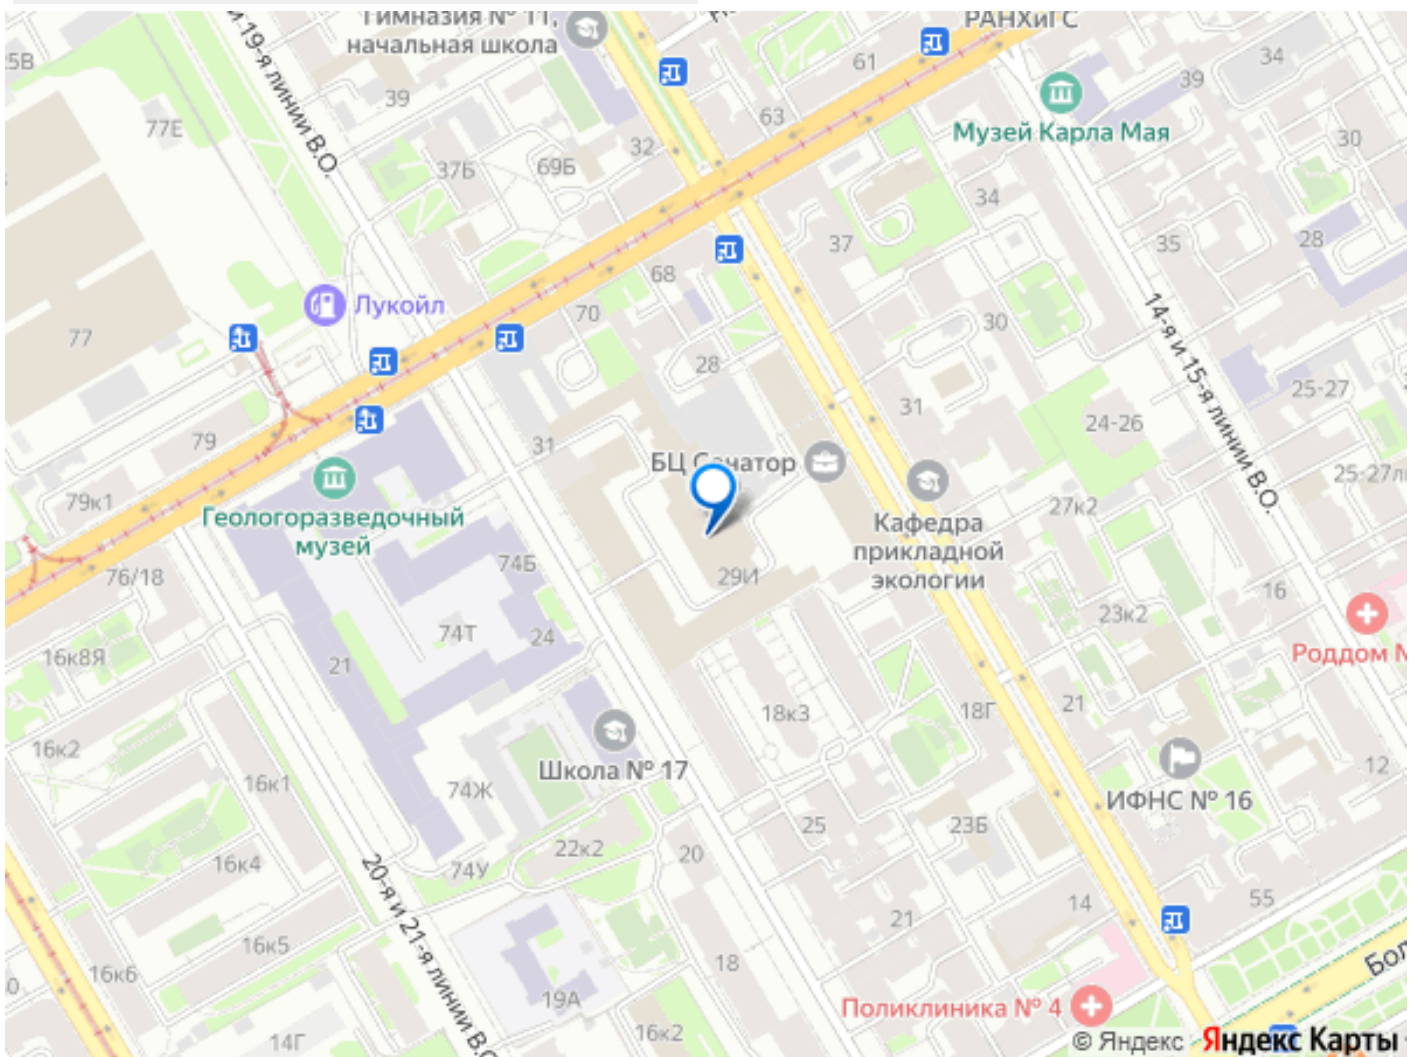 Гимназия № 11,
начальная школа
РАНХиГС
25В
и 19-я линии В.О.
61
39
34
77Е
39
63
Музей Карла Мая
32
30
37Б
69Б
34
37
35
28
68
Лукойл
70
14-я и 15-я линии В.О.
77
30
28
31
25-27
24-26
79
31
БЦ Сенатор
79к1
Геологоразведочный
музей
27к2
Кафедра
прикладной
экологии
76/18
74Б
29И
16
23к2
74Т
24
16к8Я
21
Роддом №
18к3
18Г
21
16к2
Школа № 17
12
16к1
74Ж
ИФНС № 16
25
23Б
22к2
20
16к4
74У
20-я и 21-я линии В.О.
14
55
21
16к5
16к6
18
Бол
19А
Поликлиника № 4
14Г
16к2
© Яндекс
Яндекс Карты